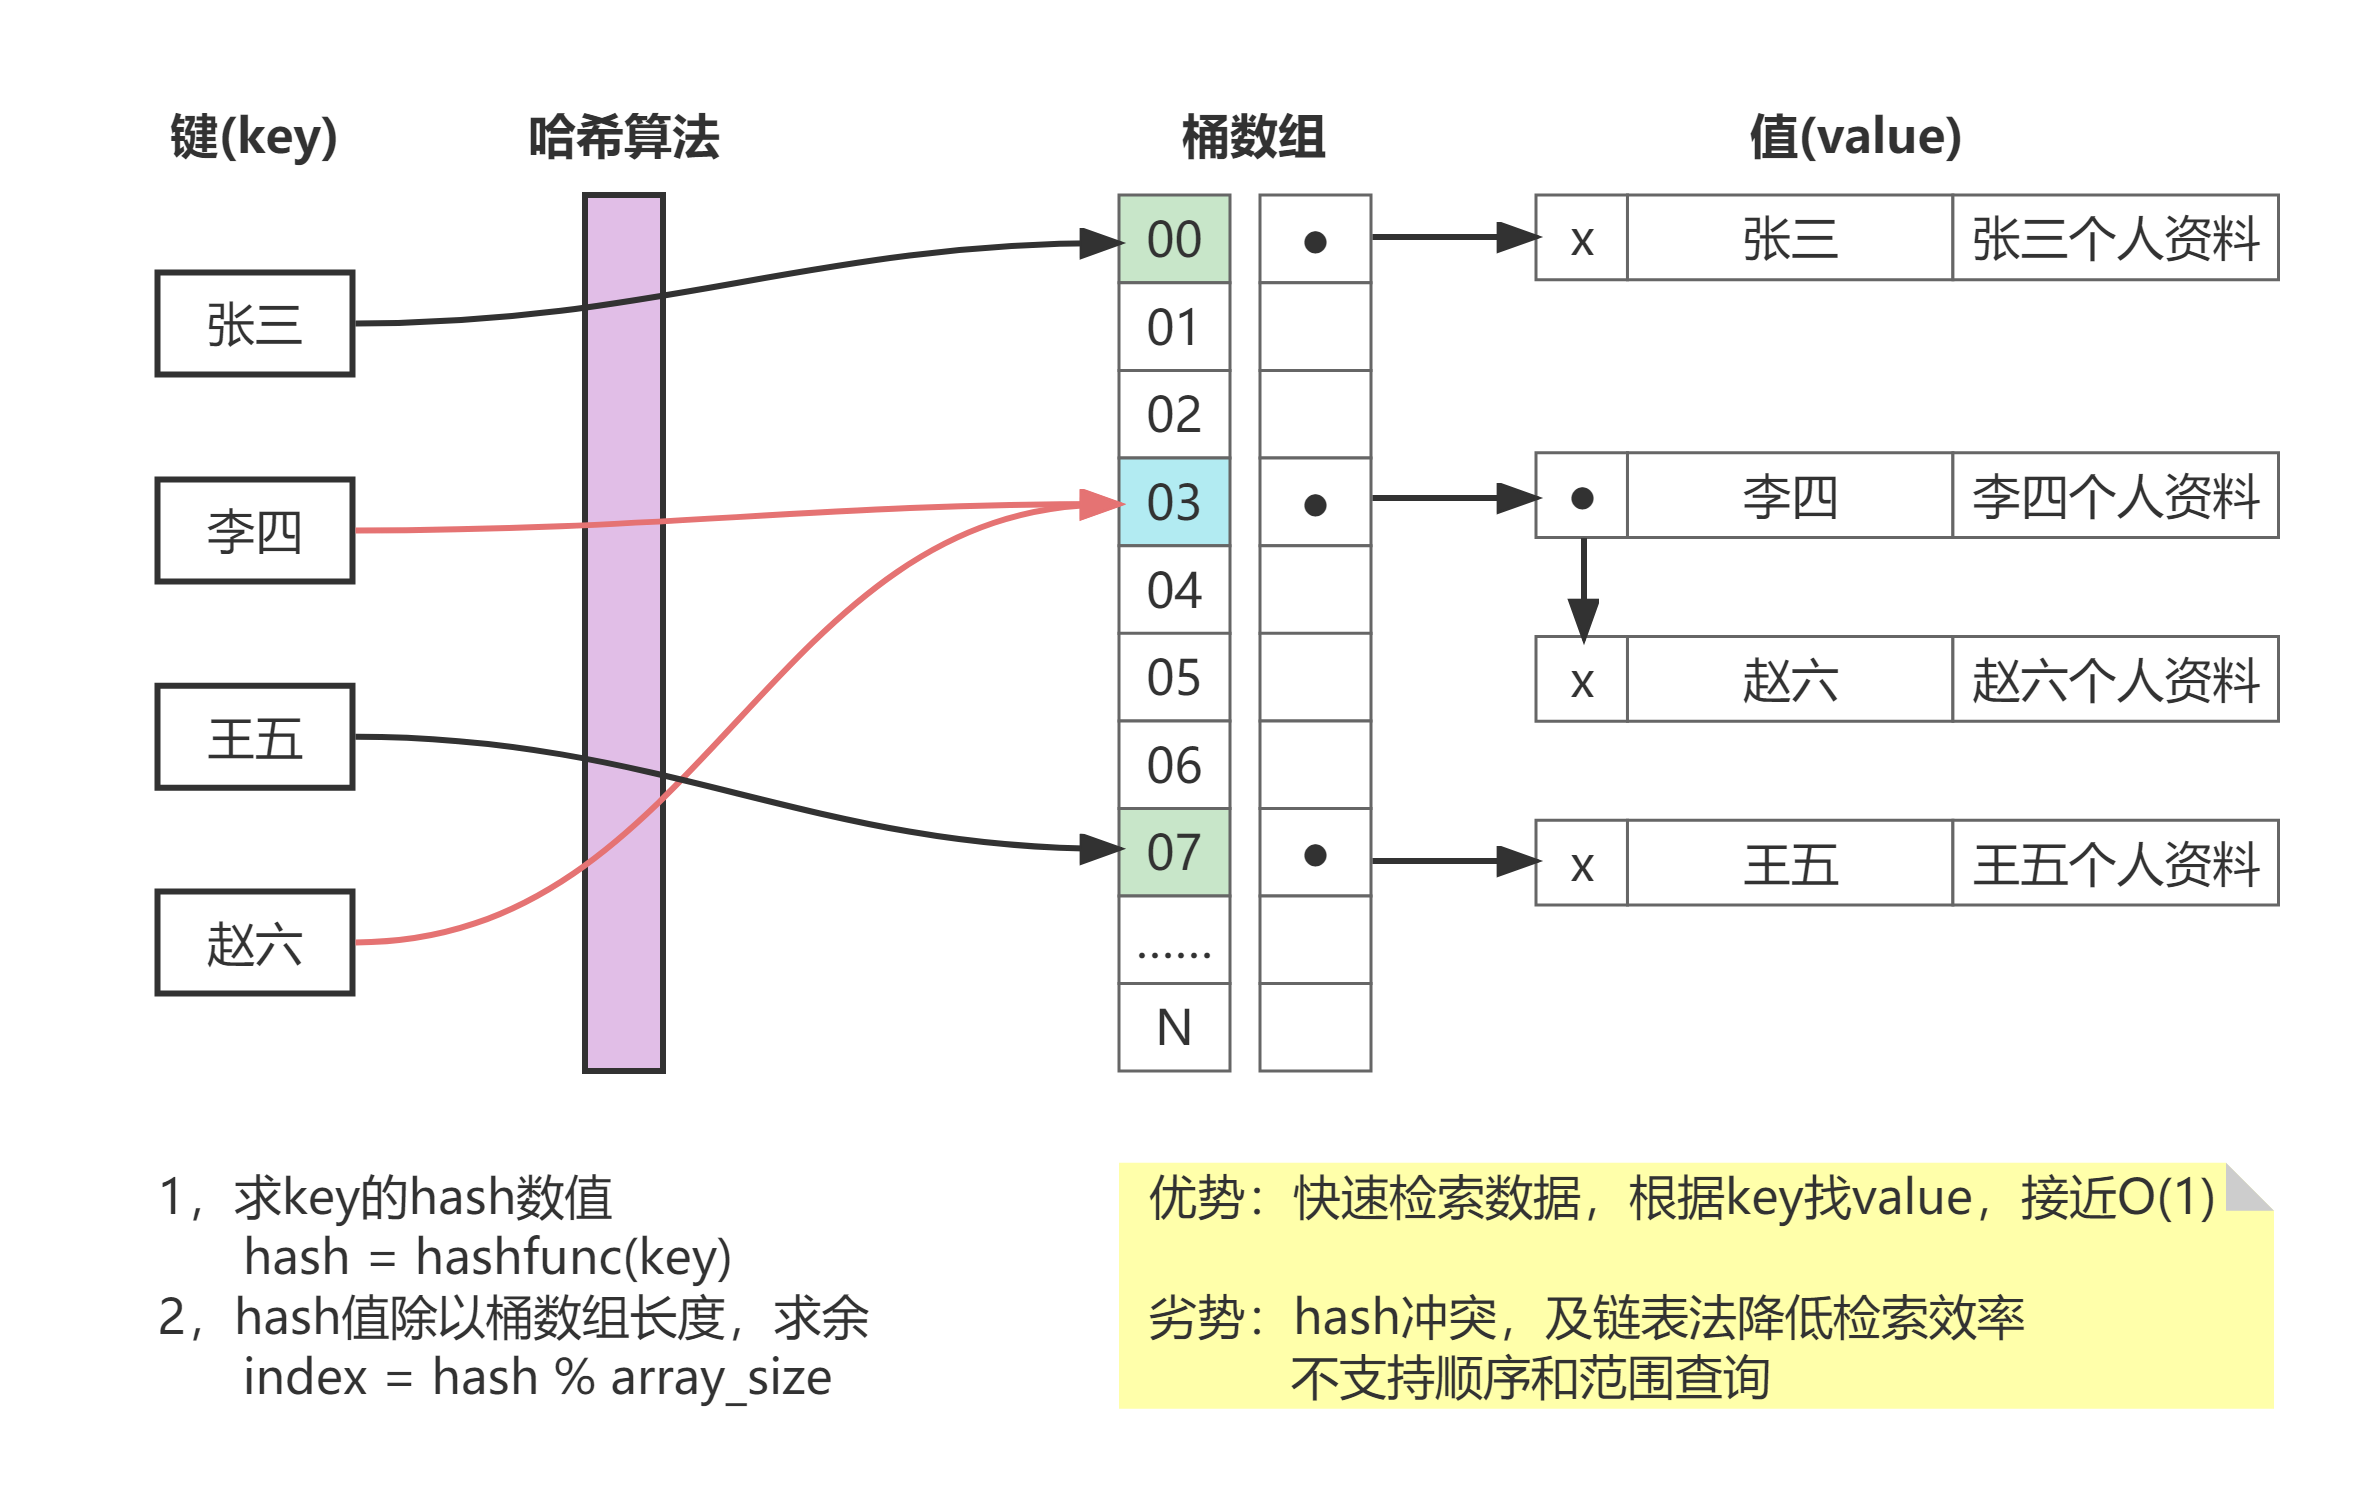 键(key)
哈希算法
桶数组
值(value)
张三
李四
王五
赵六
00
01
02
03
04
05
06
07
......
N
x 张三 张三个人资料
李四 李四个人资料
x 赵六 赵六个人资料
x 王五 王五个人资料
1，求key的hash数值
hash = hashfunc(key)
2，hash值除以桶数组长度，求余
index = hash % array_size
优势：快速检索数据，根据key找value，接近O(1)
劣势：hash冲突，及链表法降低检索效率
不支持顺序和范围查询